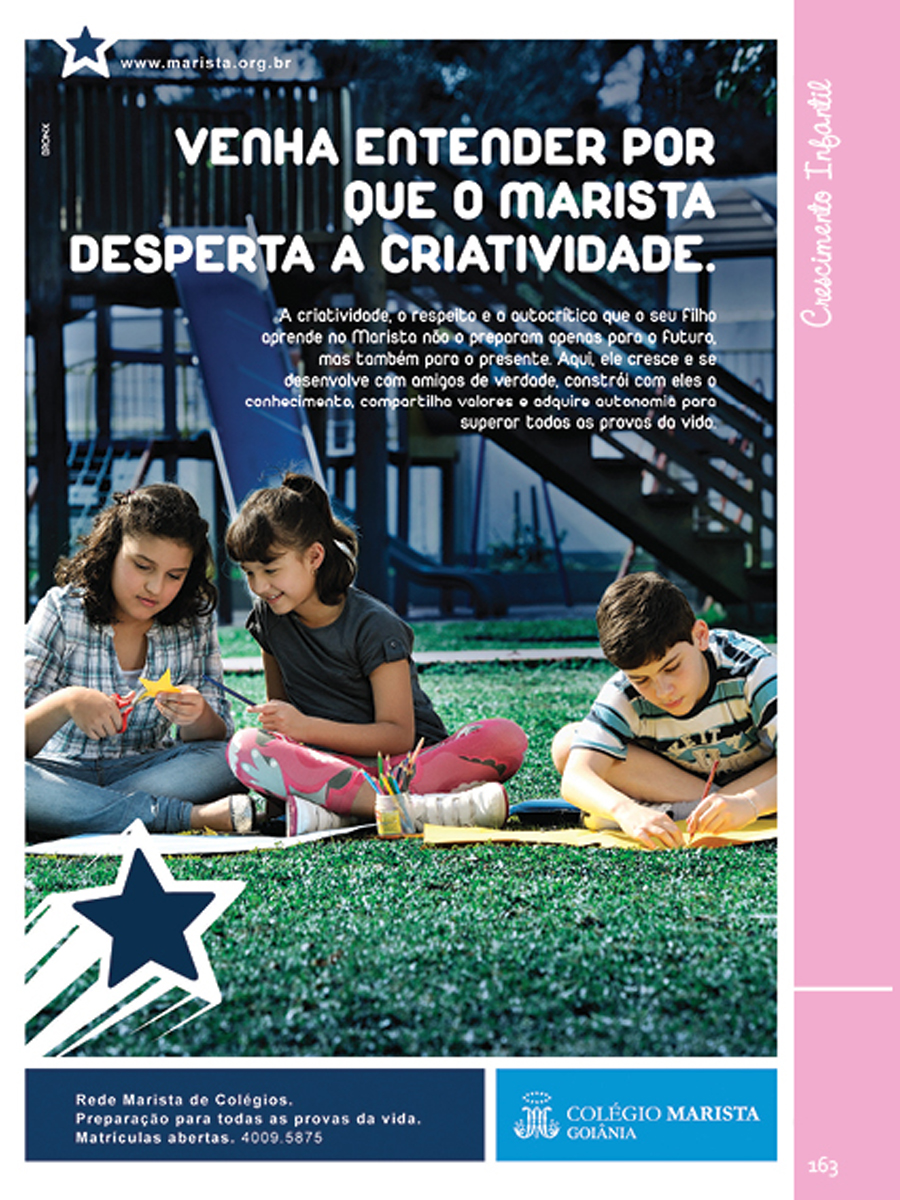 www.marista.org.br
BRONX
VENHA ENTENDER POR
QUE O MARISTA
DESPERTA A CRIATIVIDADE.
A criatividade, o respeito e a autocrítica que o seu filho
aprende no Marista não o preparam apenas para o futuro,
mas também para o presente. Aqui, ele cresce e se
desenvolve com amigos de verdade, constrói com eles o
conhecimento, compartilha valores e adquire autonomia para
superar todas as provas da vida.
Crescimento Infantil
Rede Marista de Colégios.
Preparação para todas as provas da vida.
Matrículas abertas. 4009.5875
COLÉGIO MARISTA
GOIÂNIA
163